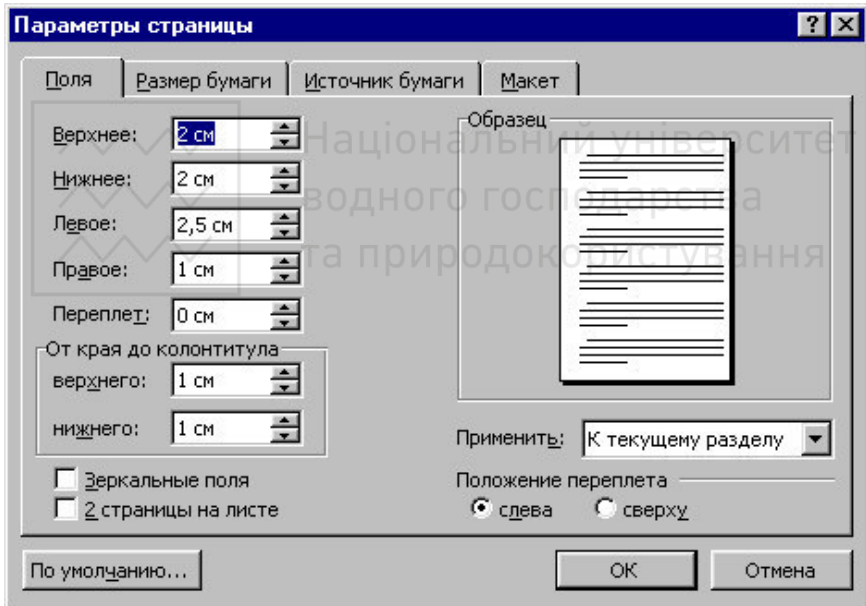 Параметры страницы
Поля Размер бумаги Источник бумаги Макет
Верхнее: 2 см
Нижнее: 2 см
Левое: 2,5 см
Правое: 1 см
Переплет: 0 см
От края до колонтитула
верхнего: 1 см
нижнего: 1 см
Зеркальные поля
2 страницы на листе
Образец
Національний університет
водного господарства
та природокористування
Применить: К текущему разделу
Положение переплета
слева сверху
По умолчанию... ОК Отмена